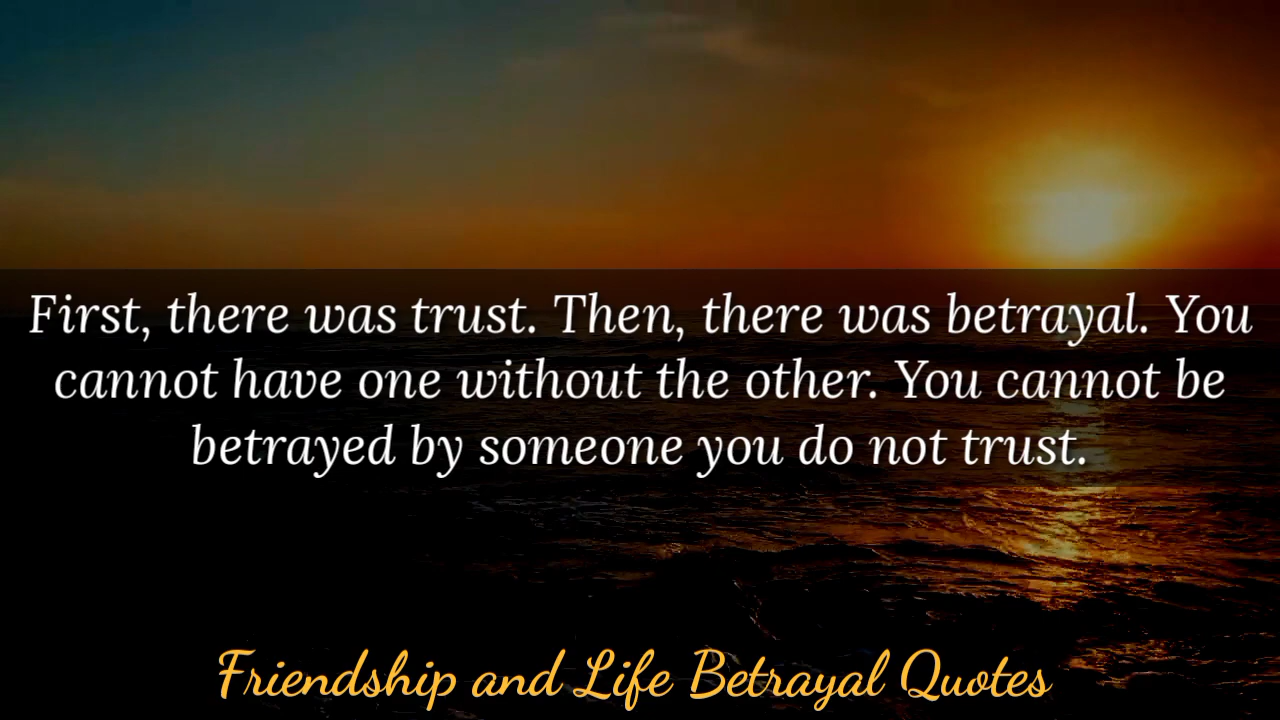 First, there was trust. Then, there was betrayal. You
cannot have one without the other. You cannot be
betrayed by someone you do not trust.
Friendship and Life Betrayal Quotes